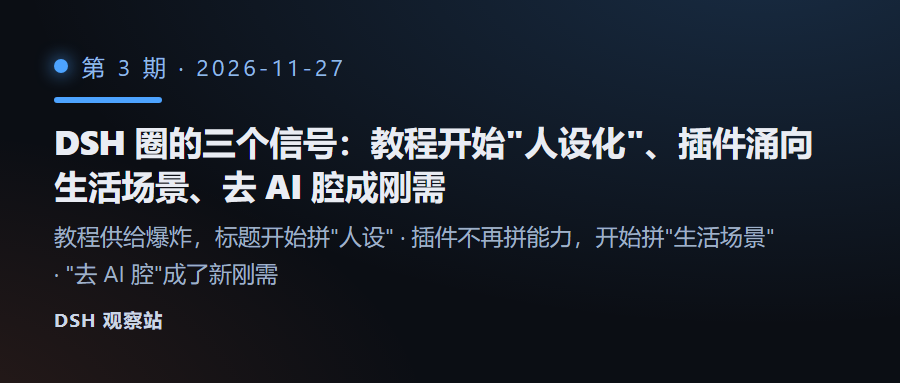 第 3 期 · 2026-11-27
DSH 圈的三个信号：教程开始"人设化"、插件涌向
生活场景、去 AI 腔成刚需
教程供给爆炸，标题开始拼"人设" · 插件不再拼能力，开始拼"生活场景"
· "去 AI 腔"成了新刚需
DSH 观察站